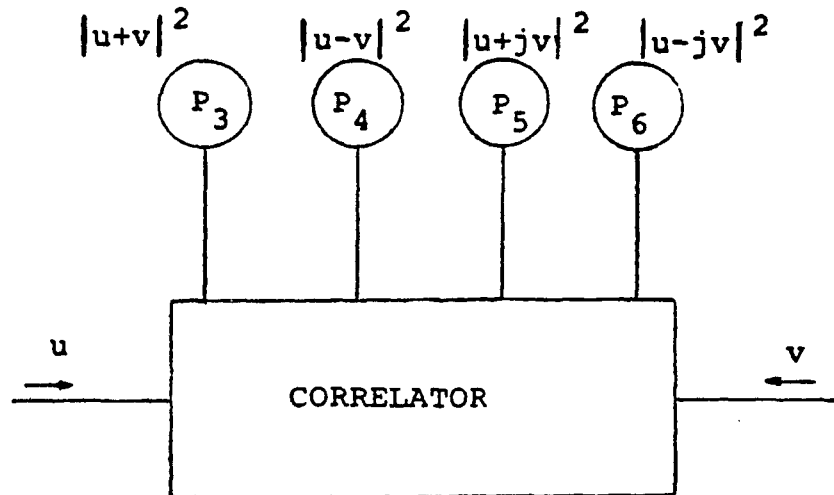 |u+v|² |u-v|² |u+jv|² |u-jv|²
P₃ P₄ P₅ P₆
u v
CORRELATOR